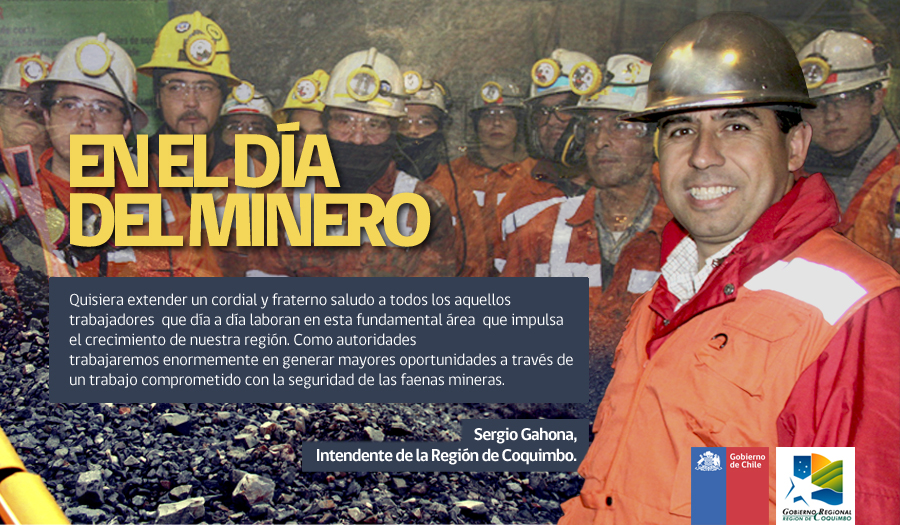 EN EL DÍA
DEL MINERO
Quisiera extender un cordial y fraterno saludo a todos los aquellos
trabajadores que día a día laboran en esta fundamental área que impulsa
el crecimiento de nuestra región. Como autoridades
trabajaremos enormemente en generar mayores oportunidades a través de
un trabajo comprometido con la seguridad de las faenas mineras.
Sergio Gahona,
Intendente de la Región de Coquimbo.
Gobierno
de Chile
GOBIERNO REGIONAL
REGIÓN DE COQUIMBO